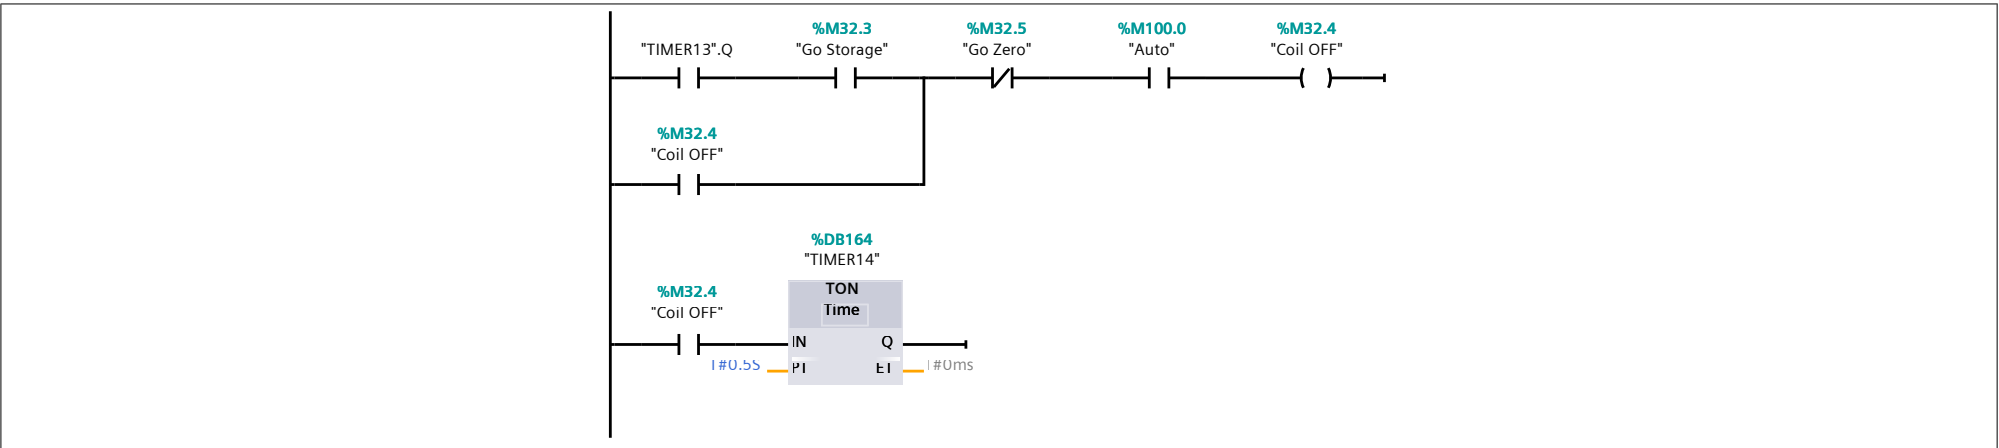 %M32.3 %M32.5 %M100.0 %M32.4
"TIMER13".Q "Go Storage" "Go Zero" "Auto" "Coil OFF"
%M32.4
"Coil OFF"
%DB164
"TIMER14"
TON
%M32.4
"Coil OFF"
Time
IN Q
T#0.5S PT ET T#0ms